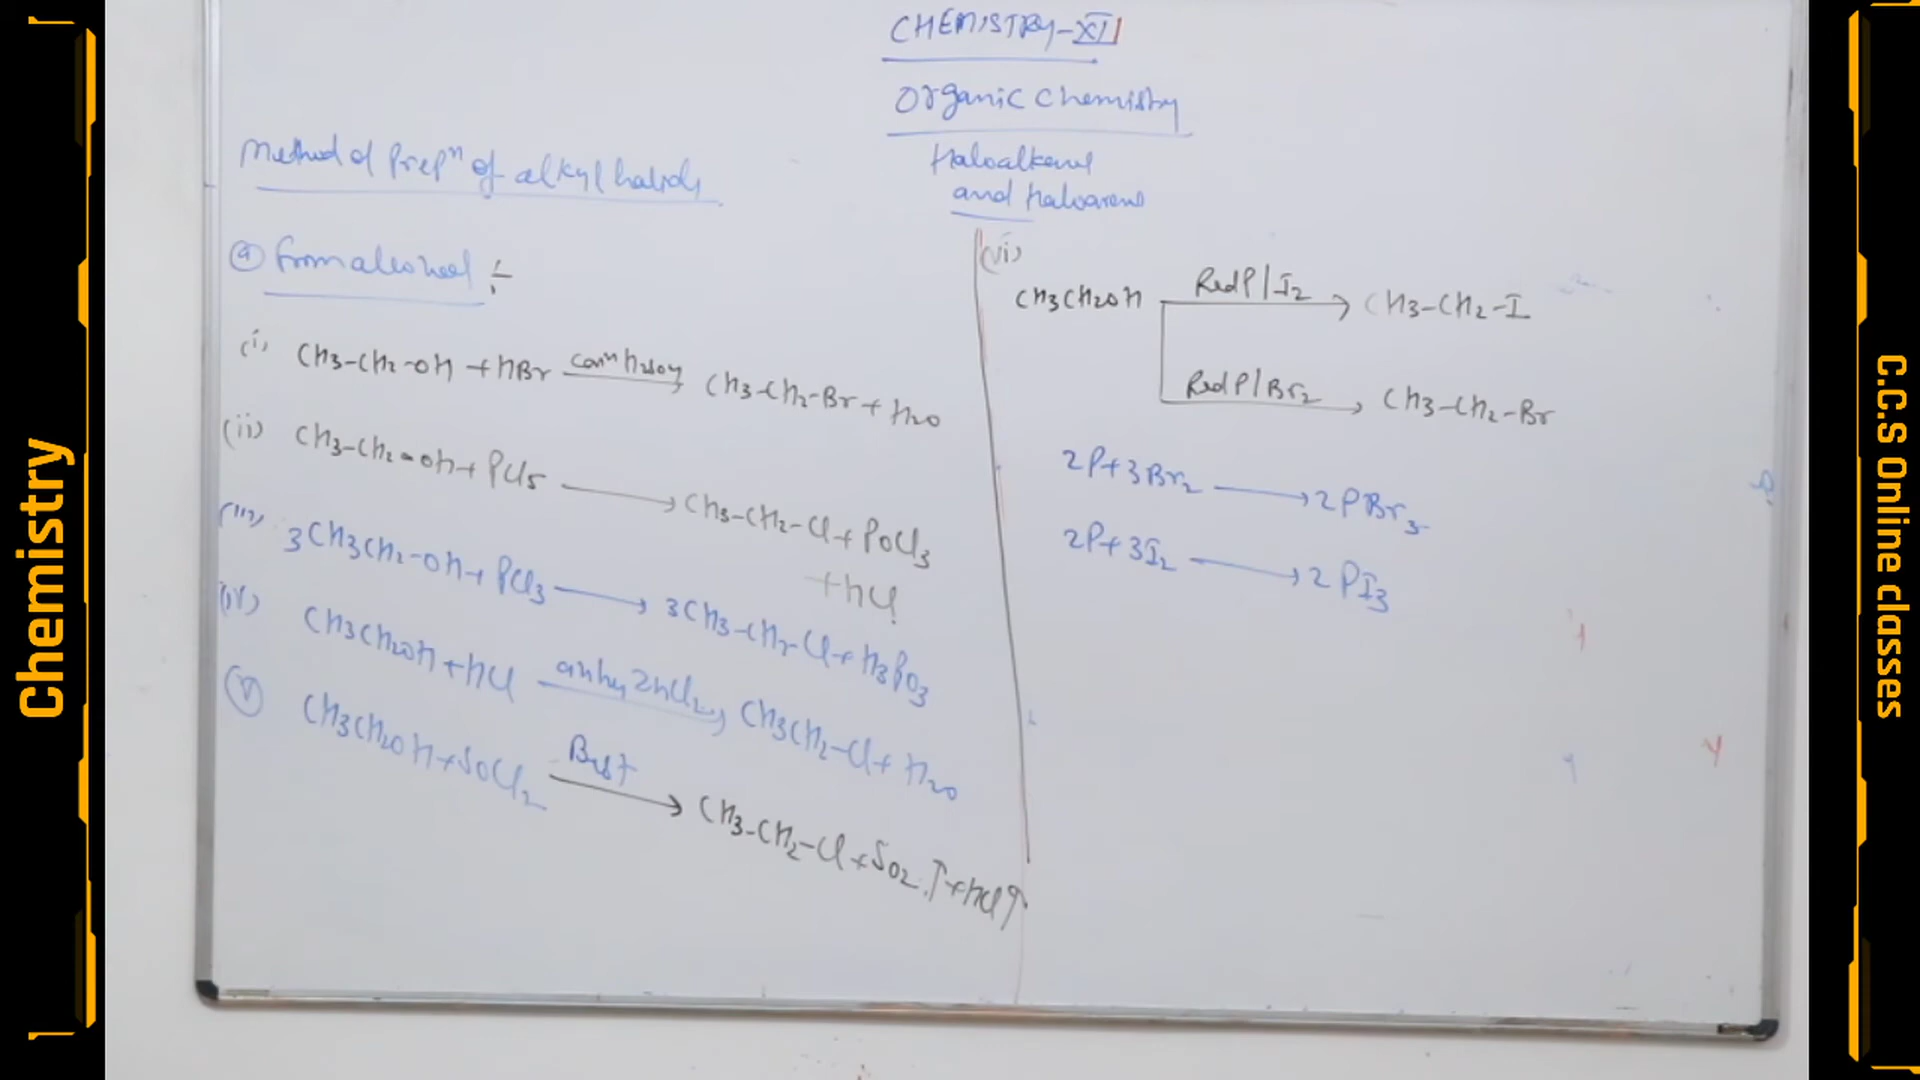 Chemistry
CHEMISTRY-XII
Organic Chemistry
Haloalkane
and haloarene
Method of Prepⁿ of alkyl halids
(a) from alcohol :-
(i) CH3-CH2-OH + HBr conⁿ H2SO4 → CH3-CH2-Br + H2O
(ii) CH3-CH2-OH + PCl5 → CH3-CH2-Cl + POCl3
+ HCl
(iii) 3CH3CH2-OH + PCl3 → 3CH3-CH2-Cl + H3PO3
(iv) CH3CH2OH + HCl anhy ZnCl2 → CH3CH2-Cl + H2O
(v) CH3CH2OH + SOCl2 Best → CH3-CH2-Cl + SO2 ↑ + HCl ↑
(vi)
CH3CH2OH Red P/I2 → CH3-CH2-I
Red P/Br2 → CH3-CH2-Br
2P + 3Br2 → 2PBr3
2P + 3I2 → 2PI3
C.C.S Online classes